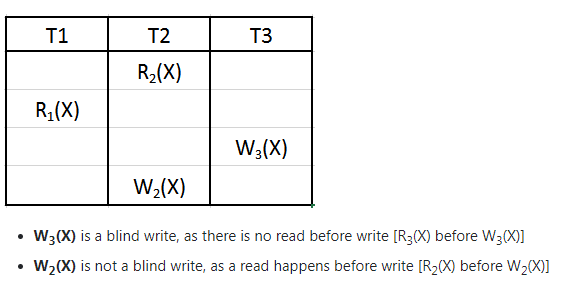 T1 T2 T3
R₂(X)
R₁(X)
W₃(X)
W₂(X)
• W₃(X) is a blind write, as there is no read before write [R₃(X) before W₃(X)]
• W₂(X) is not a blind write, as a read happens before write [R₂(X) before W₂(X)]